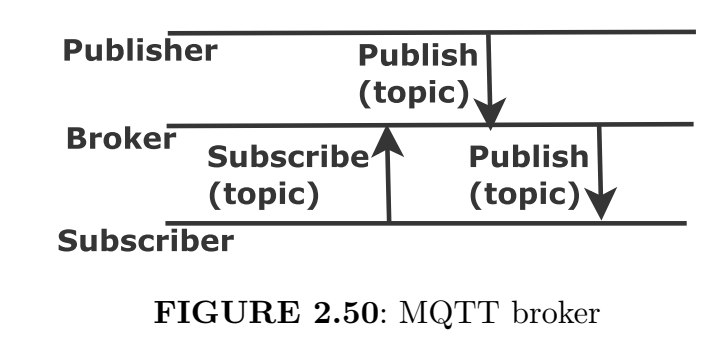 Publisher
Publish
(topic)
Broker
Subscribe
(topic)
Publish
(topic)
Subscriber
FIGURE 2.50: MQTT broker